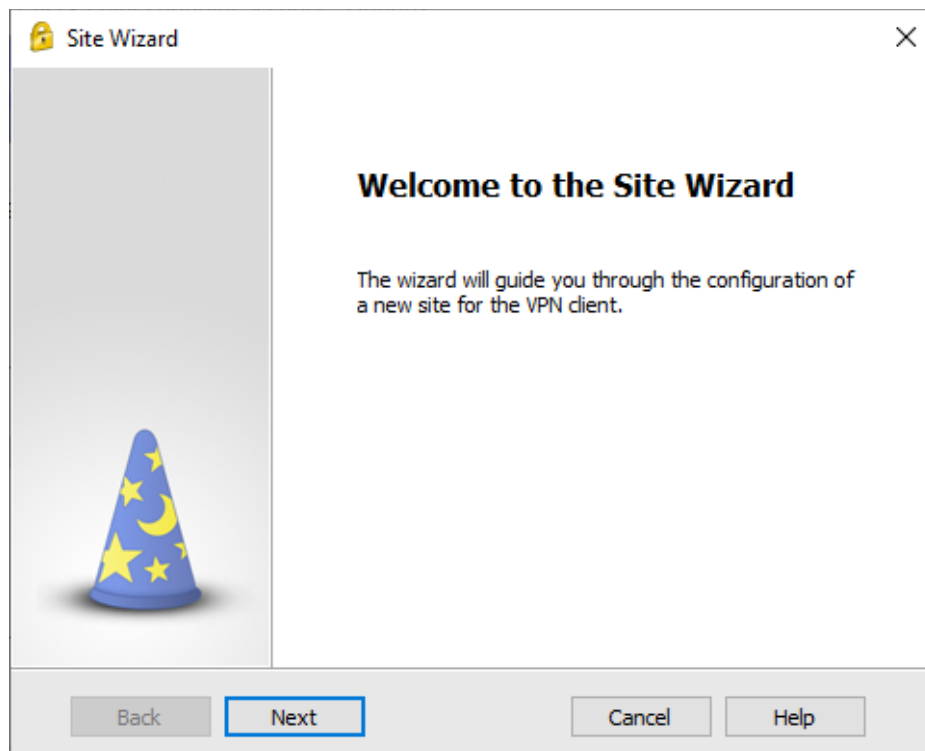 Site Wizard
Welcome to the Site Wizard
The wizard will guide you through the configuration of
a new site for the VPN client.
Back Next Cancel Help